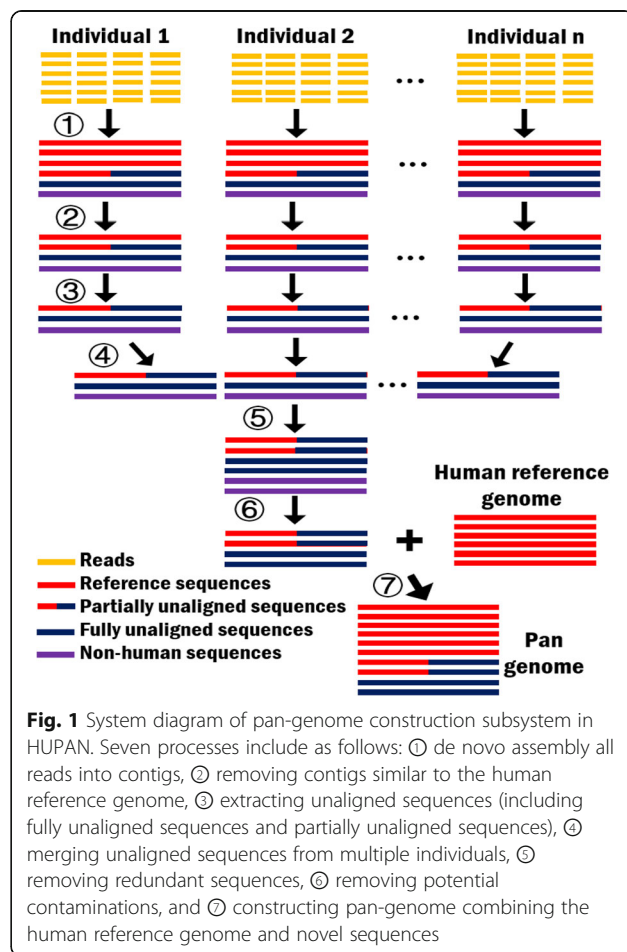 Individual 1 Individual 2 Individual n
...
①
...
②
...
③
...
④
...
⑤
⑥
Human reference
genome
+
⑦
Reads
Reference sequences
Partially unaligned sequences
Fully unaligned sequences
Non-human sequences
Pan
genome
Fig. 1 System diagram of pan-genome construction subsystem in
HUPAN. Seven processes include as follows: ① de novo assembly all
reads into contigs, ② removing contigs similar to the human
reference genome, ③ extracting unaligned sequences (including
fully unaligned sequences and partially unaligned sequences), ④
merging unaligned sequences from multiple individuals, ⑤
removing redundant sequences, ⑥ removing potential
contaminations, and ⑦ constructing pan-genome combining the
human reference genome and novel sequences